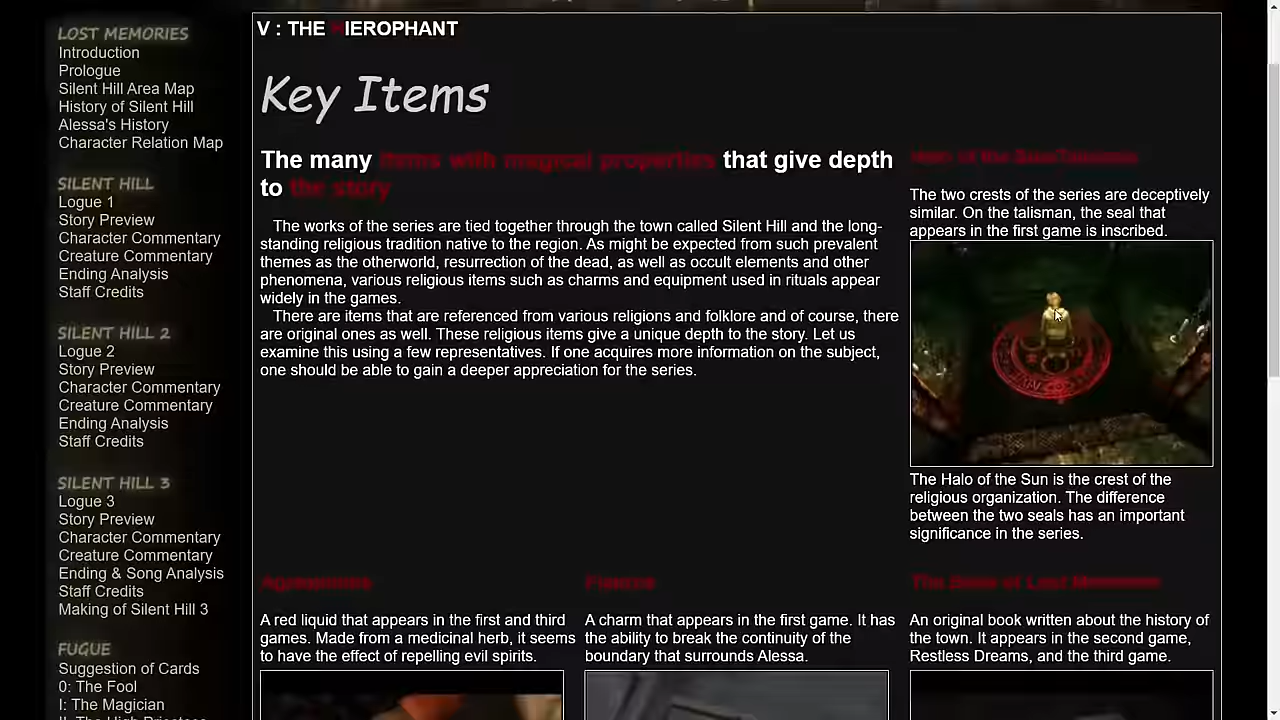 LOST MEMORIES
Introduction
Prologue
Silent Hill Area Map
History of Silent Hill
Alessa's History
Character Relation Map
SILENT HILL
Logue 1
Story Preview
Character Commentary
Creature Commentary
Ending Analysis
Staff Credits
SILENT HILL 2
Logue 2
Story Preview
Character Commentary
Creature Commentary
Ending Analysis
Staff Credits
SILENT HILL 3
Logue 3
Story Preview
Character Commentary
Creature Commentary
Ending & Song Analysis
Staff Credits
Making of Silent Hill 3
FUGUE
Suggestion of Cards
0: The Fool
I: The Magician
II: The High Priestess
V : THE HIEROPHANT
Key Items
The many items with magical properties that give depth
to the story
The works of the series are tied together through the town called Silent Hill and the long-
standing religious tradition native to the region. As might be expected from such prevalent
themes as the otherworld, resurrection of the dead, as well as occult elements and other
phenomena, various religious items such as charms and equipment used in rituals appear
widely in the games.
There are items that are referenced from various religions and folklore and of course, there
are original ones as well. These religious items give a unique depth to the story. Let us
examine this using a few representatives. If one acquires more information on the subject,
one should be able to gain a deeper appreciation for the series.
Halo of the Sun/Talisman
The two crests of the series are deceptively
similar. On the talisman, the seal that
appears in the first game is inscribed.
The Halo of the Sun is the crest of the
religious organization. The difference
between the two seals has an important
significance in the series.
Aglaophotis
A red liquid that appears in the first and third
games. Made from a medicinal herb, it seems
to have the effect of repelling evil spirits.
Flauros
A charm that appears in the first game. It has
the ability to break the continuity of the
boundary that surrounds Alessa.
The Book of Lost Memories
An original book written about the history of
the town. It appears in the second game,
Restless Dreams, and the third game.